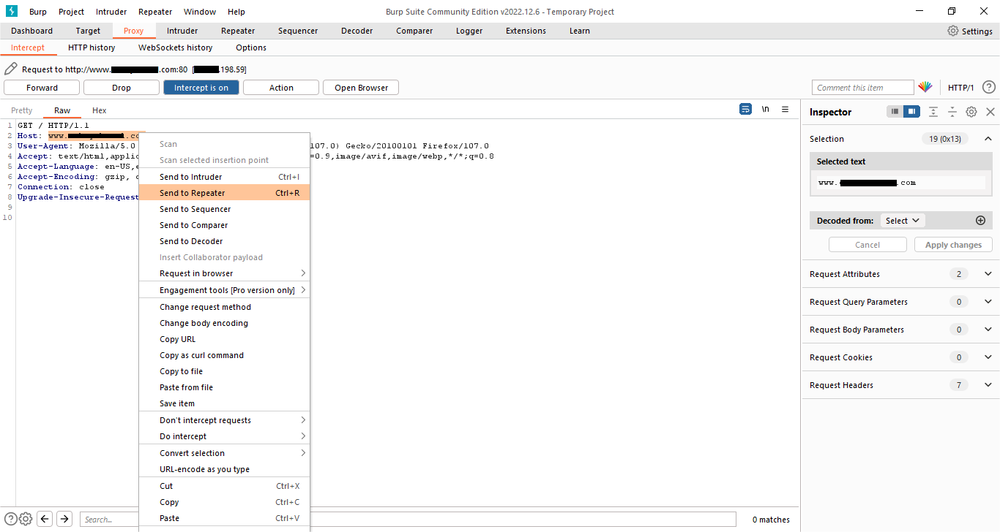 Burp Project Intruder Repeater Window Help
Burp Suite Community Edition v2022.12.6 - Temporary Project
Dashboard Target Proxy Intruder Repeater Sequencer Decoder Comparer Logger Extensions Learn Settings
Intercept HTTP history WebSockets history Options
Request to http://www. .com:80 [ .198.59]
Forward Drop Intercept is on Action Open Browser Comment this item HTTP/1 ?
Pretty Raw Hex \n
1 GET / HTTP/1.1
2 Host: www. .co
3 User-Agent: Mozilla/5.0 107.0) Gecko/20100101 Firefox/107.0
4 Accept: text/html,applic =0.9,image/avif,image/webp,*/*;q=0.8
5 Accept-Language: en-US,e
6 Accept-Encoding: gzip, d
7 Connection: close
8 Upgrade-Insecure-Request
9
10
Scan
Scan selected insertion point
Send to Intruder Ctrl+I
Send to Repeater Ctrl+R
Send to Sequencer
Send to Comparer
Send to Decoder
Insert Collaborator payload
Request in browser
Engagement tools [Pro version only]
Change request method
Change body encoding
Copy URL
Copy as curl command
Copy to file
Paste from file
Save item
Don't intercept requests
Do intercept
Convert selection
URL-encode as you type
Cut Ctrl+X
Copy Ctrl+C
Paste Ctrl+V
Inspector
Selection 19 (0x13)
Selected text
www. .com
Decoded from: Select
Cancel Apply changes
Request Attributes 2
Request Query Parameters 0
Request Body Parameters 0
Request Cookies 0
Request Headers 7
? Search... 0 matches